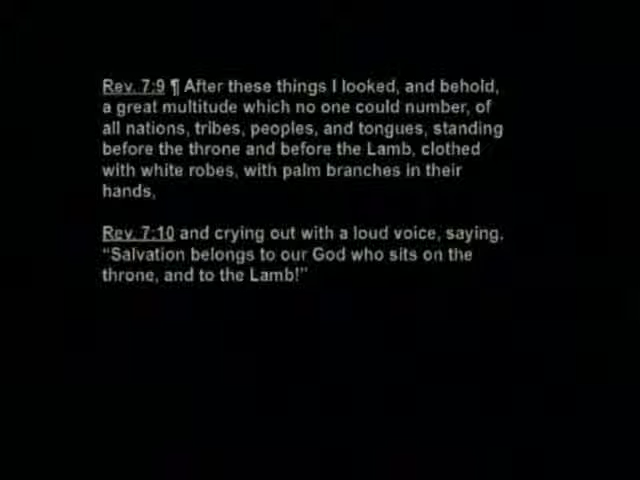 Rev. 7:9 ¶ After these things I looked, and behold,
a great multitude which no one could number, of
all nations, tribes, peoples, and tongues, standing
before the throne and before the Lamb, clothed
with white robes, with palm branches in their
hands,
Rev. 7:10 and crying out with a loud voice, saying,
“Salvation belongs to our God who sits on the
throne, and to the Lamb!”